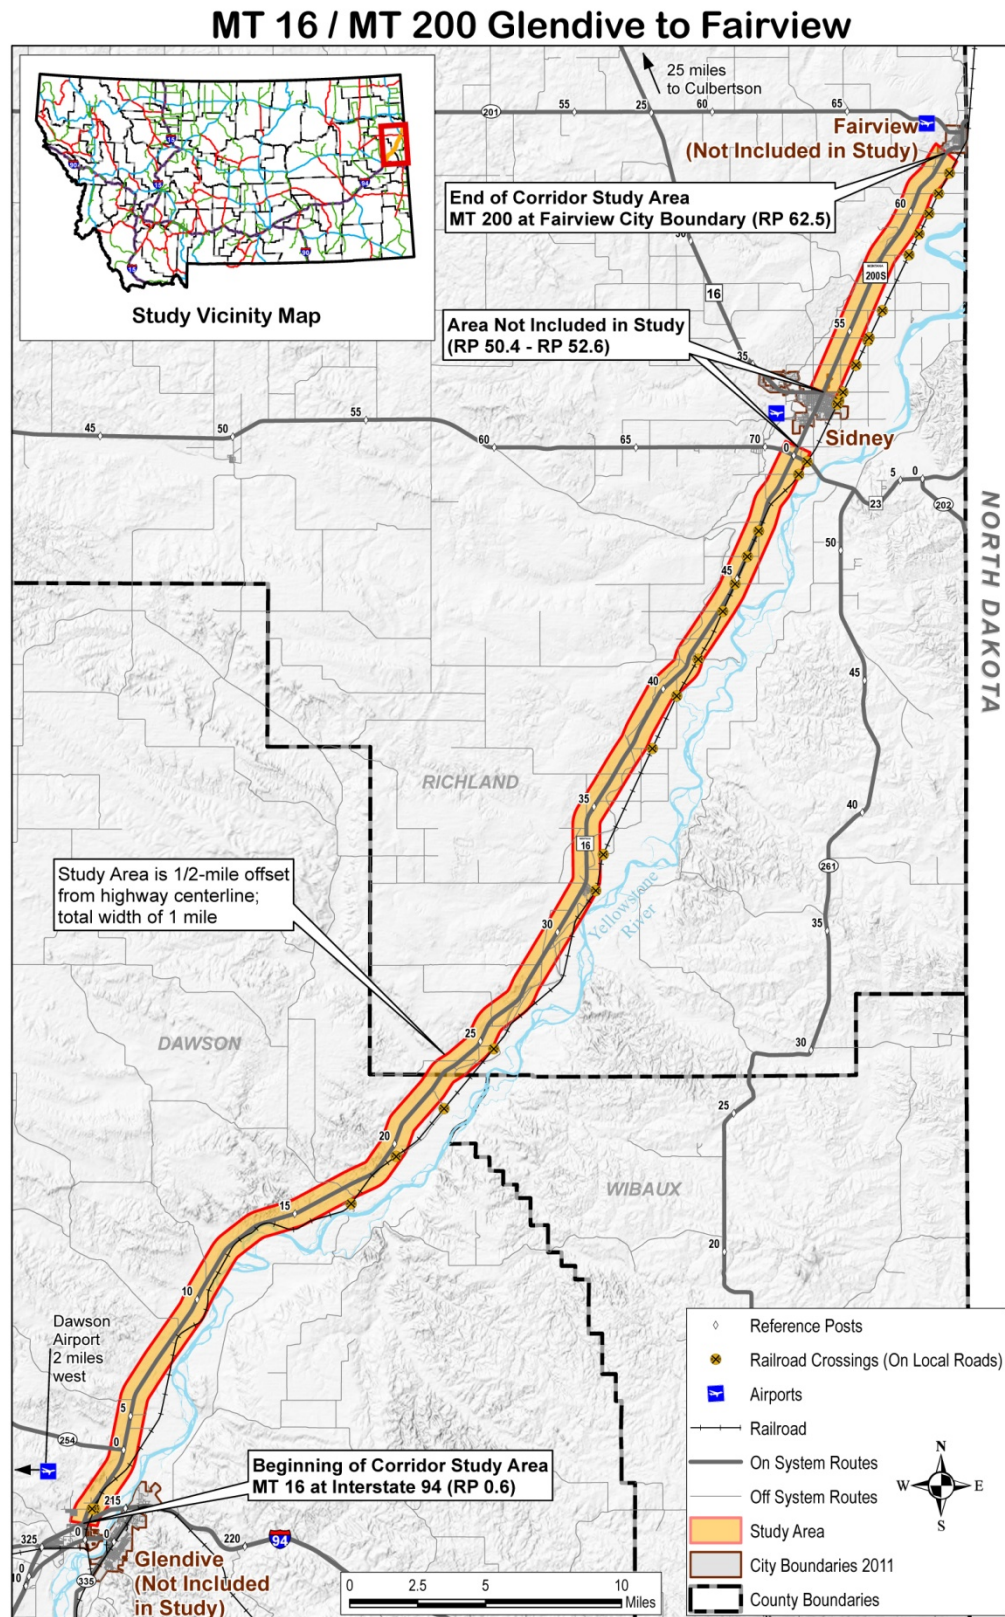 MT 16 / MT 200 Glendive to Fairview
Study Vicinity Map
25 miles
to Culbertson
201
55
25
60
65
Fairview
(Not Included in Study)
End of Corridor Study Area
MT 200 at Fairview City Boundary (RP 62.5)
60
200S
16
55
Area Not Included in Study
(RP 50.4 - RP 52.6)
35
Sidney
45
50
55
60
65
70
0
5
0
23
202
50
NORTH DAKOTA
45
45
40
RICHLAND
35
16
40
261
Study Area is 1/2-mile offset
from highway centerline;
total width of 1 mile
Yellowstone
River
30
35
25
DAWSON
30
25
20
WIBAUX
15
20
10
Dawson
Airport
2 miles
west
5
254
0
Beginning of Corridor Study Area
MT 16 at Interstate 94 (RP 0.6)
215
0
0
325
10
220
94
335
Glendive
(Not Included
in Study)
0 2.5 5 10
Miles
Reference Posts
Railroad Crossings (On Local Roads)
Airports
Railroad
On System Routes
Off System Routes
Study Area
City Boundaries 2011
County Boundaries
N
W E
S